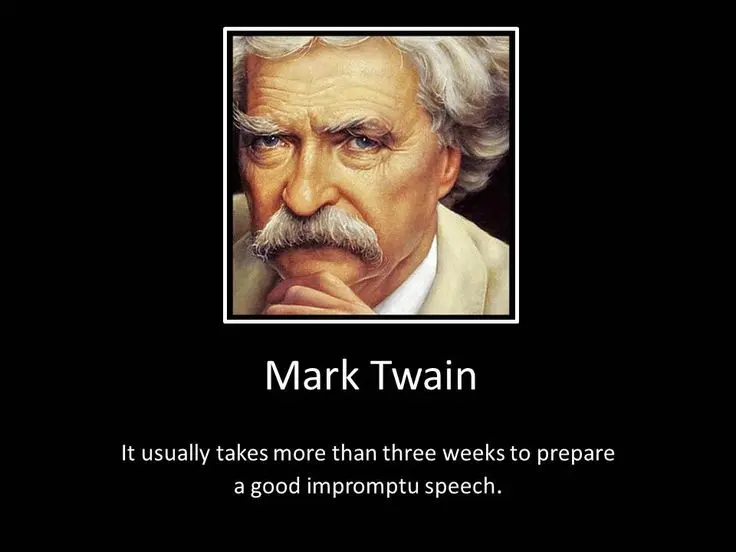 Mark Twain
It usually takes more than three weeks to prepare
a good impromptu speech.